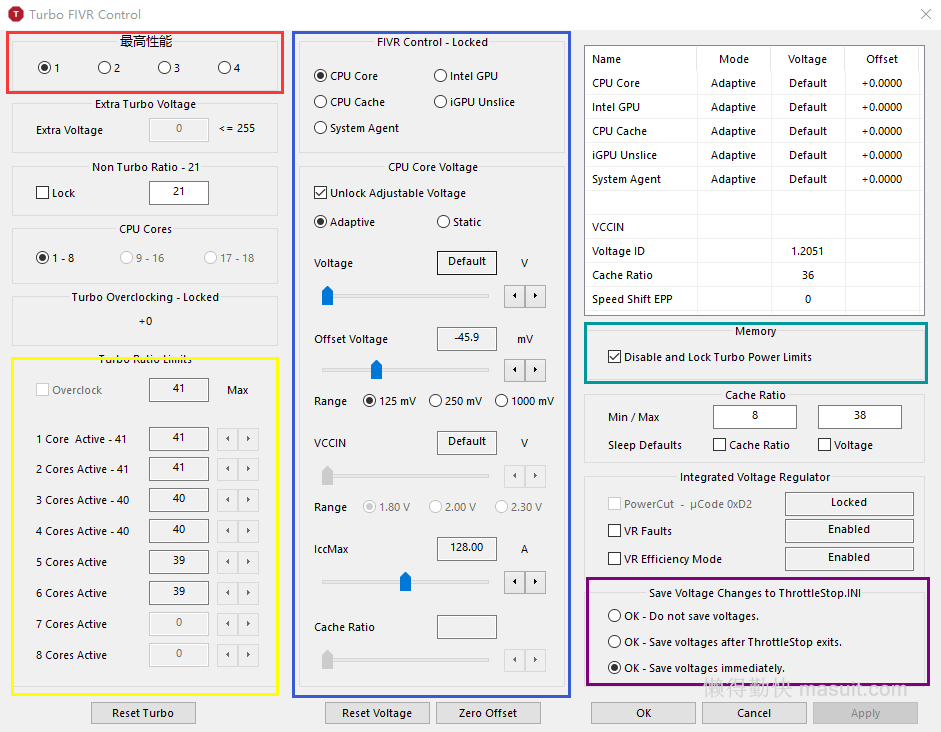 Turbo FIVR Control
最高性能
1 2 3 4
Extra Turbo Voltage
Extra Voltage 0 <= 255
Non Turbo Ratio - 21
Lock 21
CPU Cores
1 - 8 9 - 16 17 - 18
Turbo Overclocking - Locked
+0
Turbo Ratio Limits
Overclock 41 Max
1 Core Active - 41 41
2 Cores Active - 41 41
3 Cores Active - 40 40
4 Cores Active - 40 40
5 Cores Active 39
6 Cores Active 39
7 Cores Active 0
8 Cores Active 0
Reset Turbo
FIVR Control - Locked
CPU Core Intel GPU
CPU Cache iGPU Unslice
System Agent
CPU Core Voltage
Unlock Adjustable Voltage
Adaptive Static
Voltage Default V
Offset Voltage -45.9 mV
Range 125 mV 250 mV 1000 mV
VCCIN Default V
Range 1.80 V 2.00 V 2.30 V
IccMax 128.00 A
Cache Ratio
Reset Voltage Zero Offset
Name Mode Voltage Offset
CPU Core Adaptive Default +0.0000
Intel GPU Adaptive Default +0.0000
CPU Cache Adaptive Default +0.0000
iGPU Unslice Adaptive Default +0.0000
System Agent Adaptive Default +0.0000
VCCIN
Voltage ID 1.2051
Cache Ratio 36
Speed Shift EPP 0
Memory
Disable and Lock Turbo Power Limits
Cache Ratio
Min / Max 8 38
Sleep Defaults Cache Ratio Voltage
Integrated Voltage Regulator
PowerCut - µCode 0xD2 Locked
VR Faults Enabled
VR Efficiency Mode Enabled
Save Voltage Changes to ThrottleStop.INI
OK - Do not save voltages.
OK - Save voltages after ThrottleStop exits.
OK - Save voltages immediately.
懒得勤快 masuit.com
OK Cancel Apply